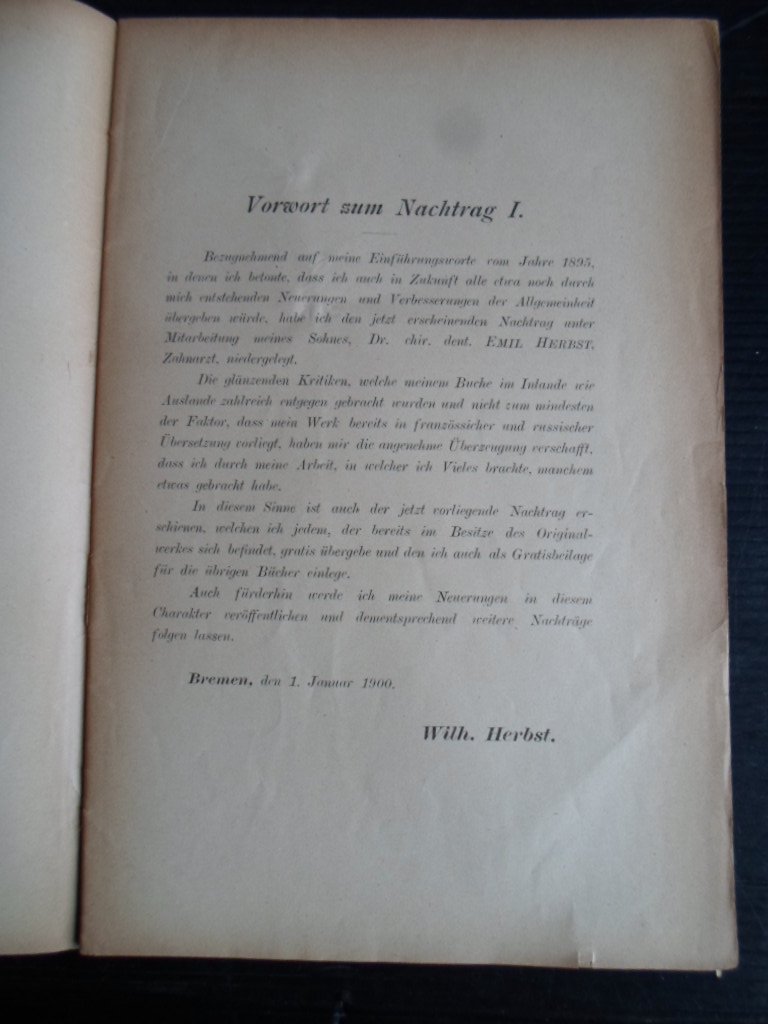 Vorwort zum Nachtrag I.
Bezugnehmend auf meine Einführungsworte vom Jahre 1895,
in denen ich betonte, dass ich auch in Zukunft alle etwa noch durch
mich entstehenden Neuerungen und Verbesserungen der Allgemeinheit
übergeben würde, habe ich den jetzt erscheinenden Nachtrag unter
Mitarbeitung meines Sohnes, Dr. chir. dent. EMIL HERBST,
Zahnarzt, niedergelegt.
Die glänzenden Kritiken, welche meinem Buche im Inlande wie
Auslande zahlreich entgegen gebracht wurden und nicht zum mindesten
der Faktor, dass mein Werk bereits in französsicher und russischer
Übersetzung vorliegt, haben mir die angenehme Überzeugung verschafft,
dass ich durch meine Arbeit, in welcher ich Vieles brachte, manchem
etwas gebracht habe.
In diesem Sinne ist auch der jetzt vorliegende Nachtrag er-
schienen, welchen ich jedem, der bereits im Besitze des Original-
werkes sich befindet, gratis übergebe und den ich auch als Gratisbeilage
für die übrigen Bücher einlege.
Auch fürderhin werde ich meine Neuerungen in diesem
Charakter veröffentlichen und dementsprechend weitere Nachträge
folgen lassen.
Bremen, den 1. Januar 1900.
Wilh. Herbst.